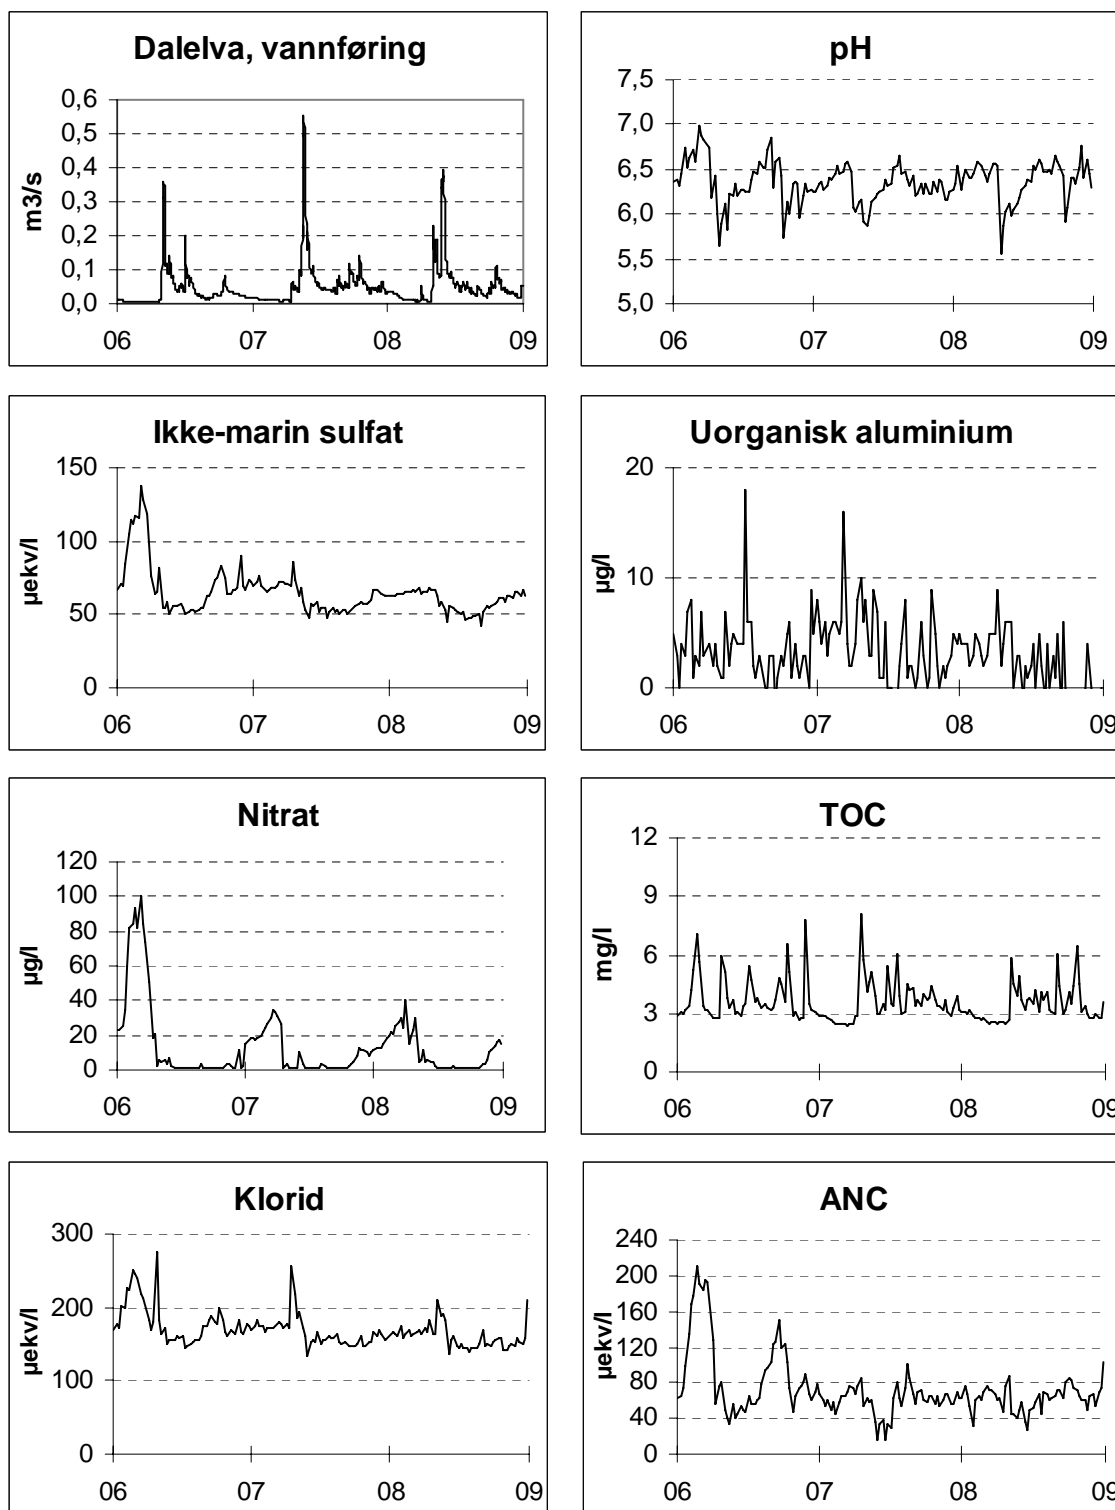 Dalelva, vannføring
m3/s
0,6
0,5
0,4
0,3
0,2
0,1
0,0
06 07 08 09
pH
7,5
7,0
6,5
6,0
5,5
5,0
06 07 08 09
Ikke-marin sulfat
µekv/l
150
100
50
0
06 07 08 09
Uorganisk aluminium
µg/l
20
10
0
06 07 08 09
Nitrat
µg/l
120
100
80
60
40
20
0
06 07 08 09
TOC
mg/l
12
9
6
3
0
06 07 08 09
Klorid
µekv/l
300
200
100
0
06 07 08 09
ANC
µekv/l
240
200
160
120
80
40
0
06 07 08 09